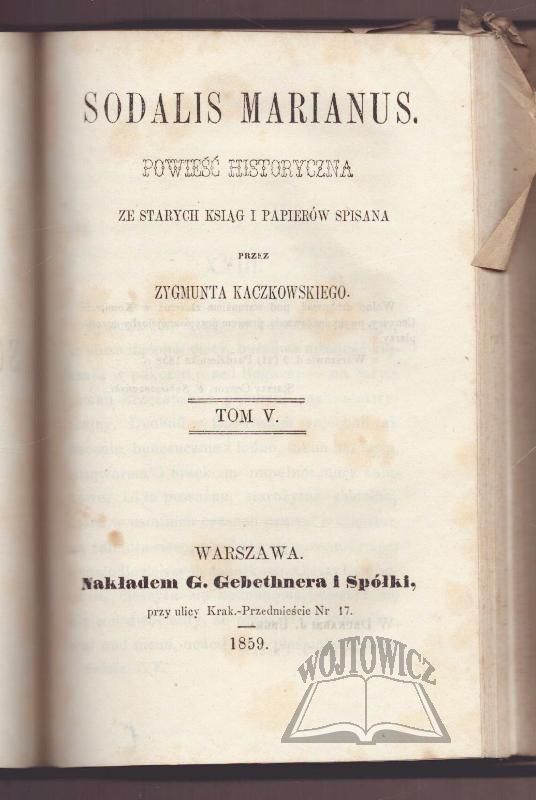 SODALIS MARIANUS.
POWIEŚĆ HISTORYCZNA
ZE STARYCH KSIĄG I PAPIERÓW SPISANA
PRZEZ
ZYGMUNTA KACZKOWSKIEGO.
TOM V.
WARSZAWA.
Nakładem G. Gebethnera i Spółki,
przy ulicy Krak.-Przedmieście Nr 17.
1859.
WÓJTOWICZ